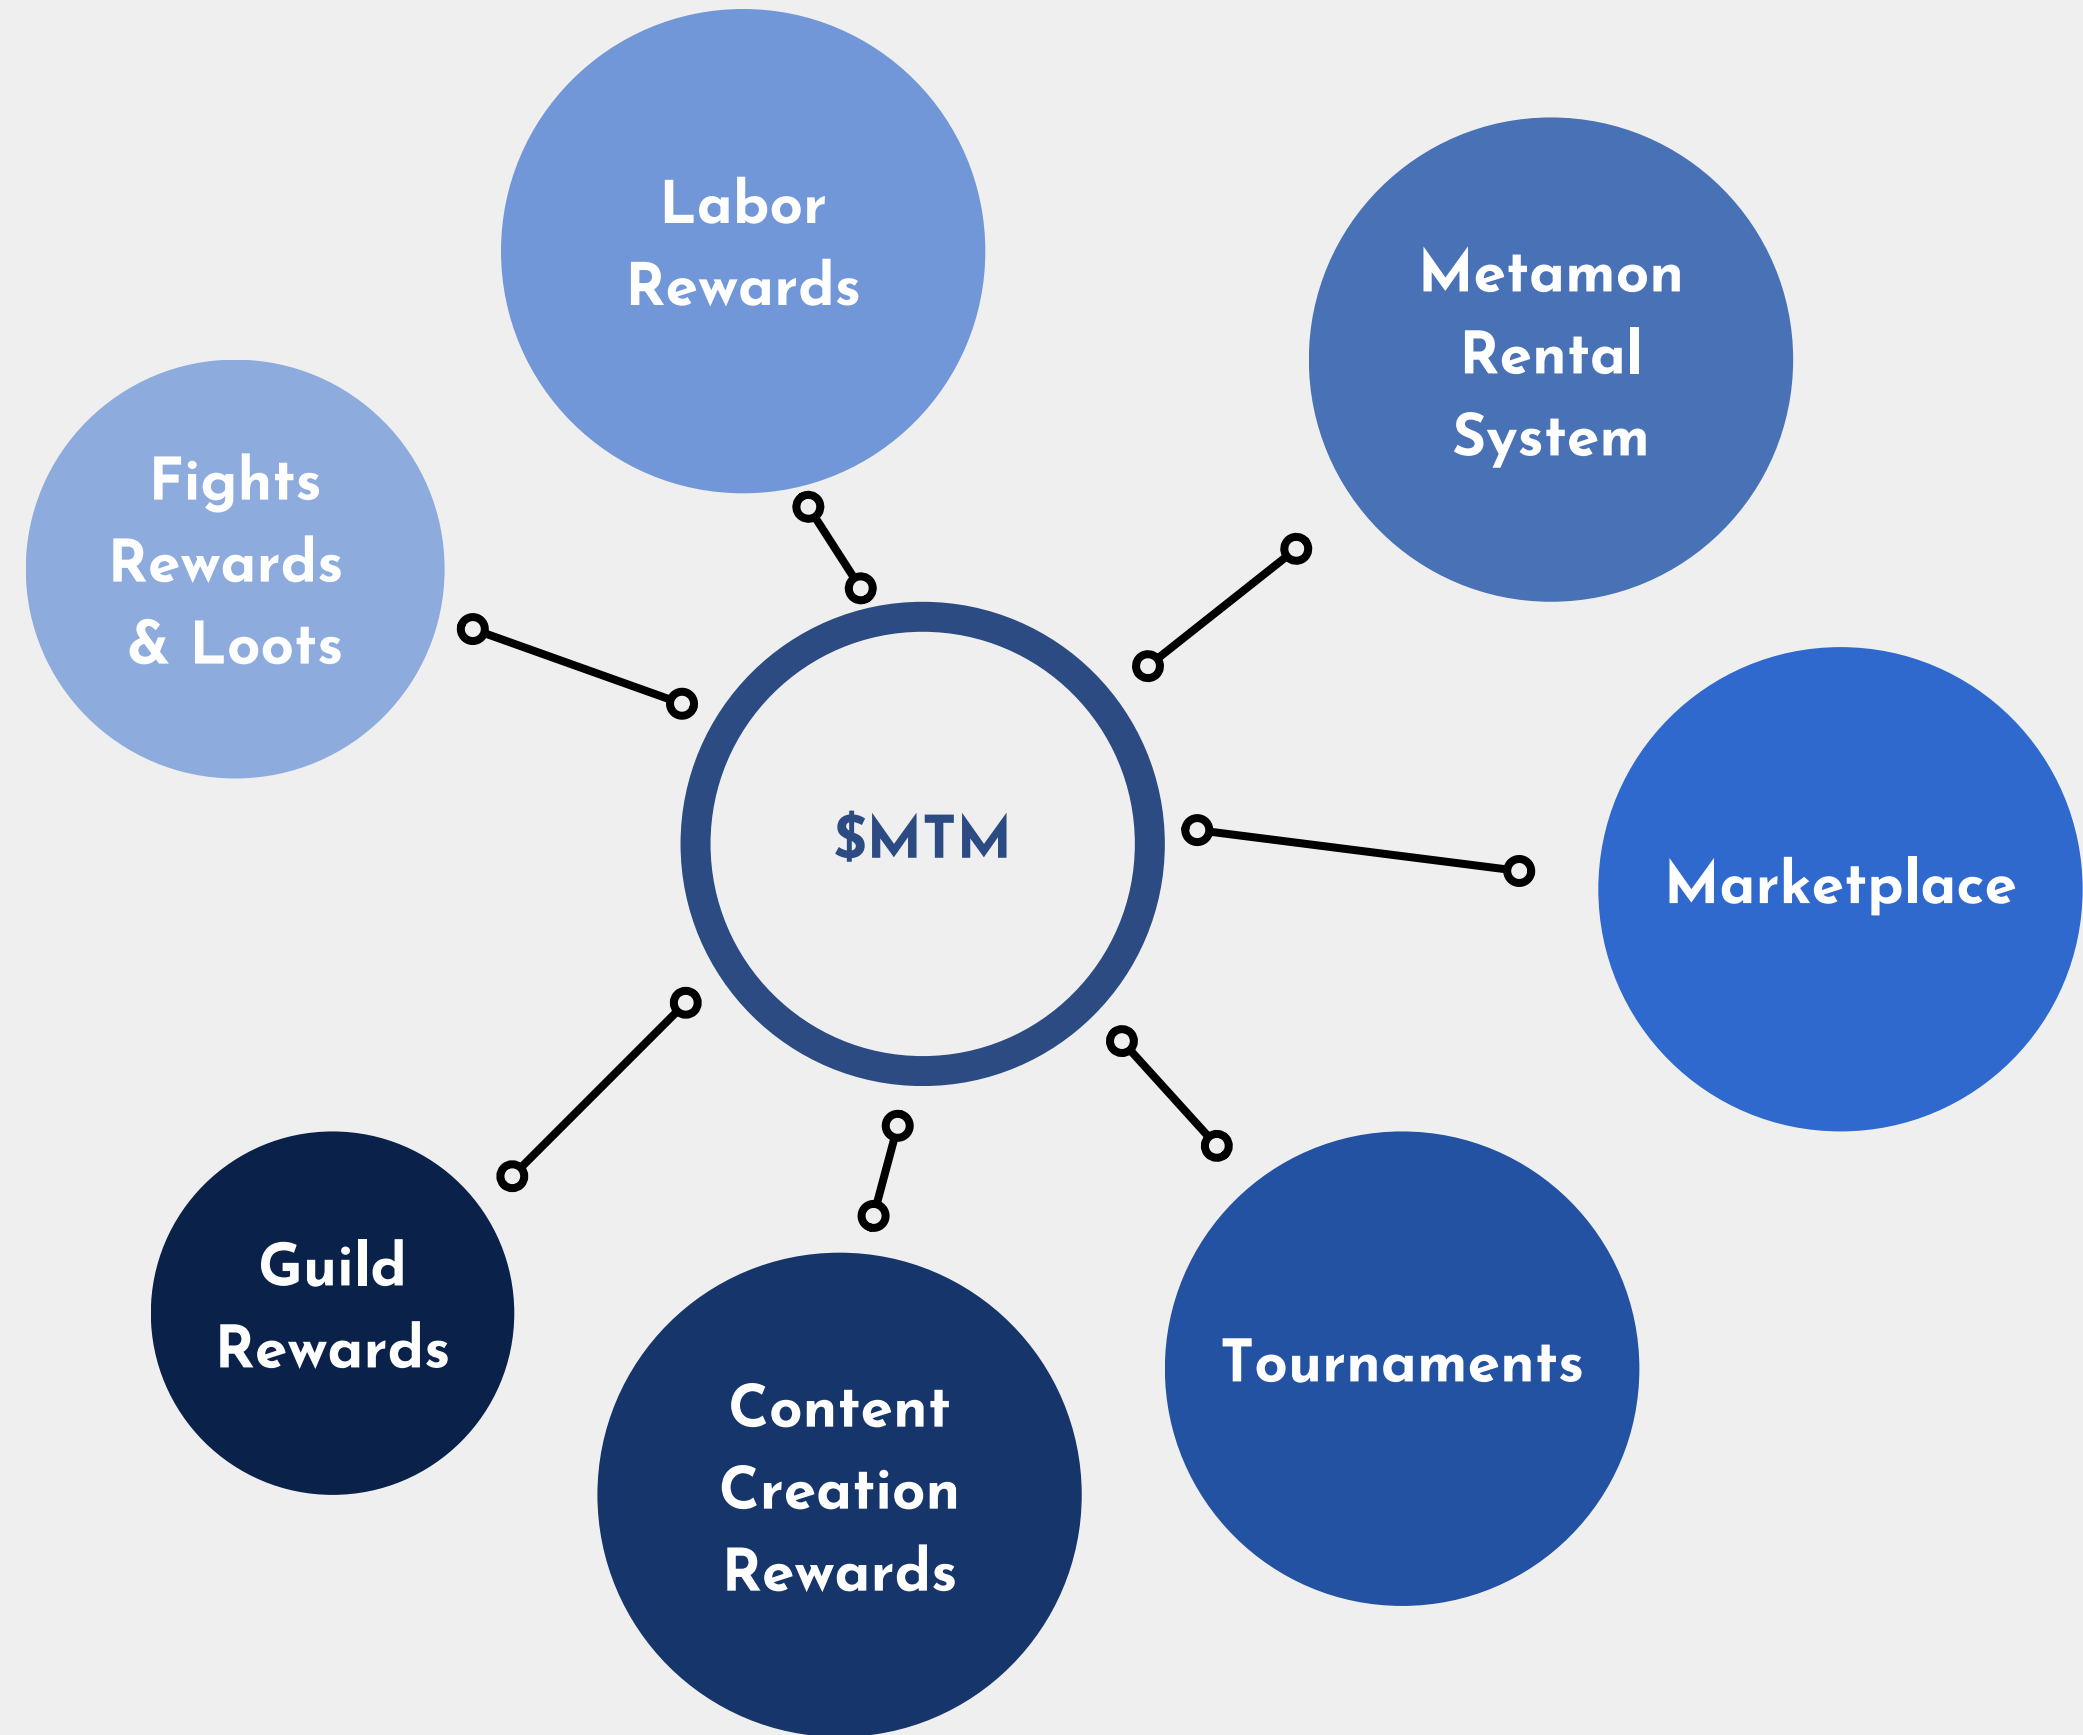 Labor
Rewards
Metamon
Rental
System
Fights
Rewards
& Loots
$MTM
Marketplace
Guild
Rewards
Tournaments
Content
Creation
Rewards